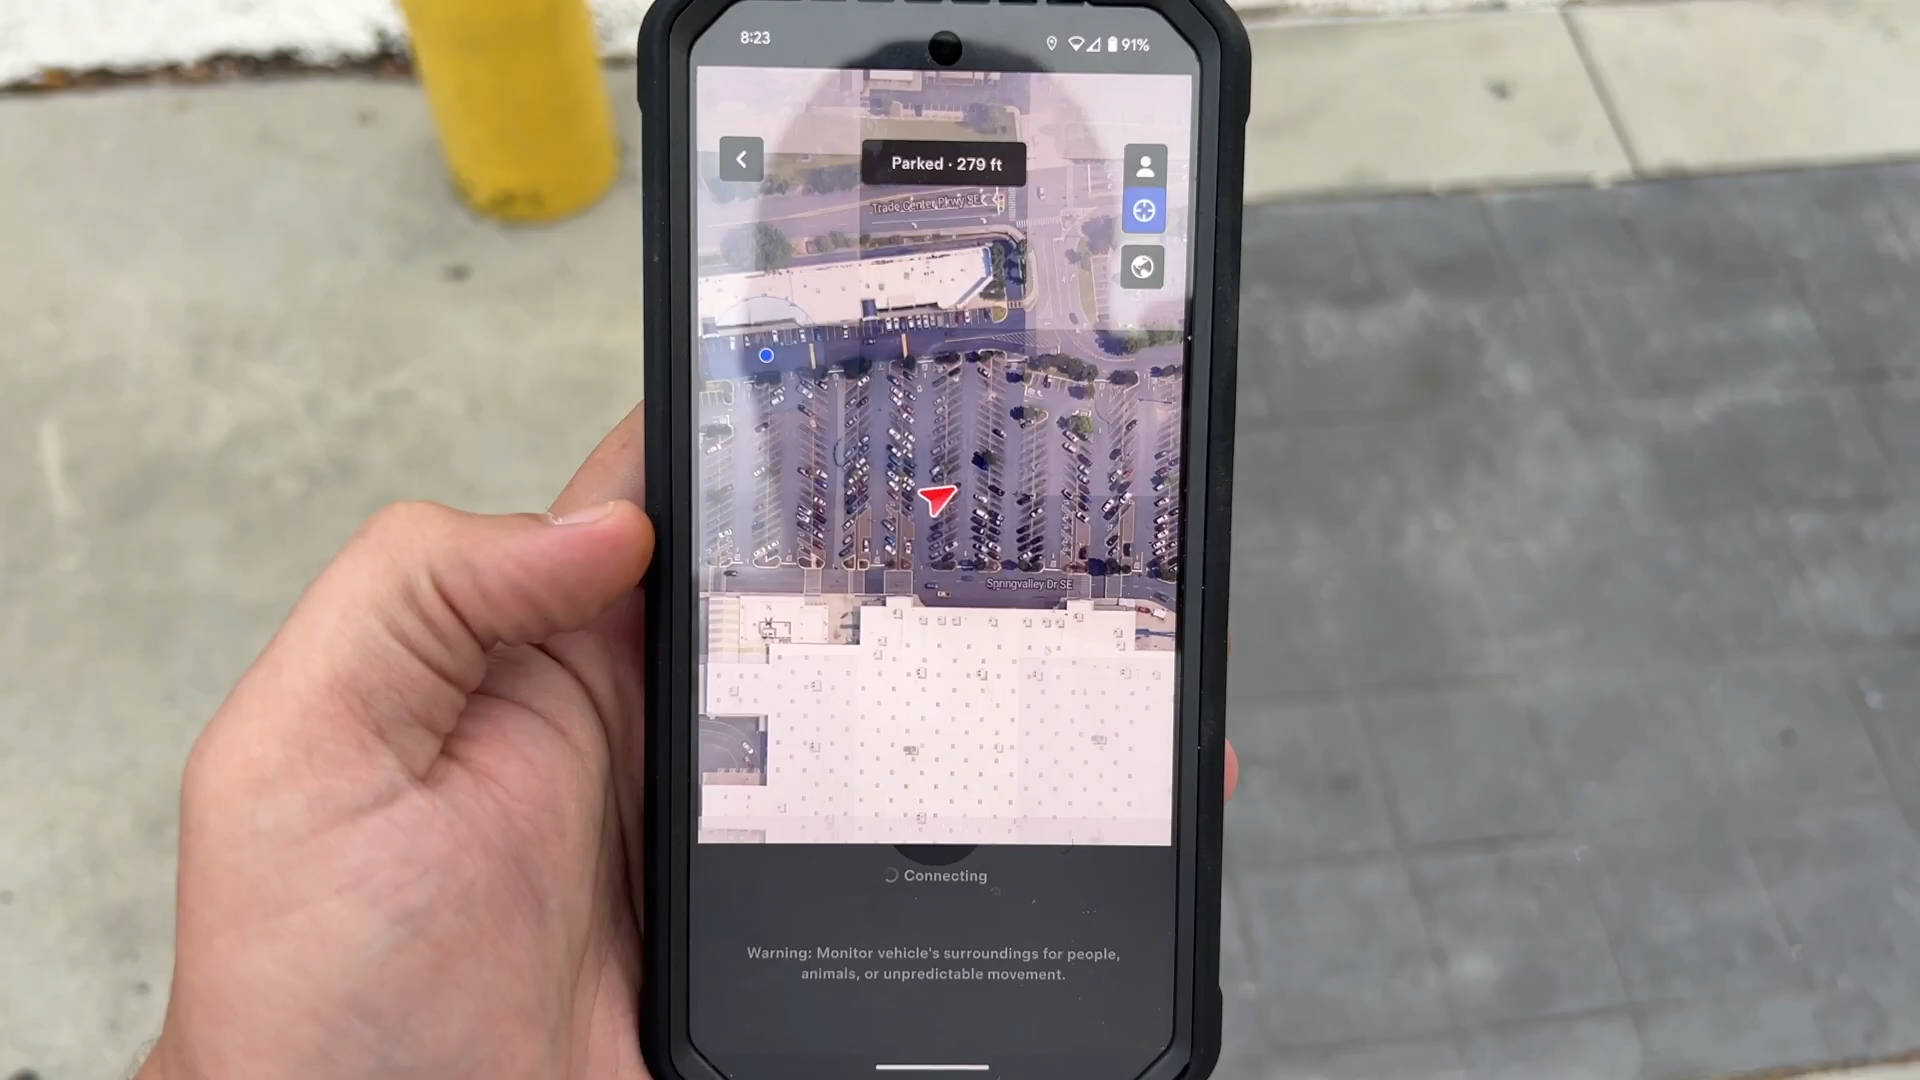 8:23
91%
Parked · 279 ft
Trade Center Pkwy SE
Springvalley Dr SE
Connecting
Warning: Monitor vehicle's surroundings for people,
animals, or unpredictable movement.